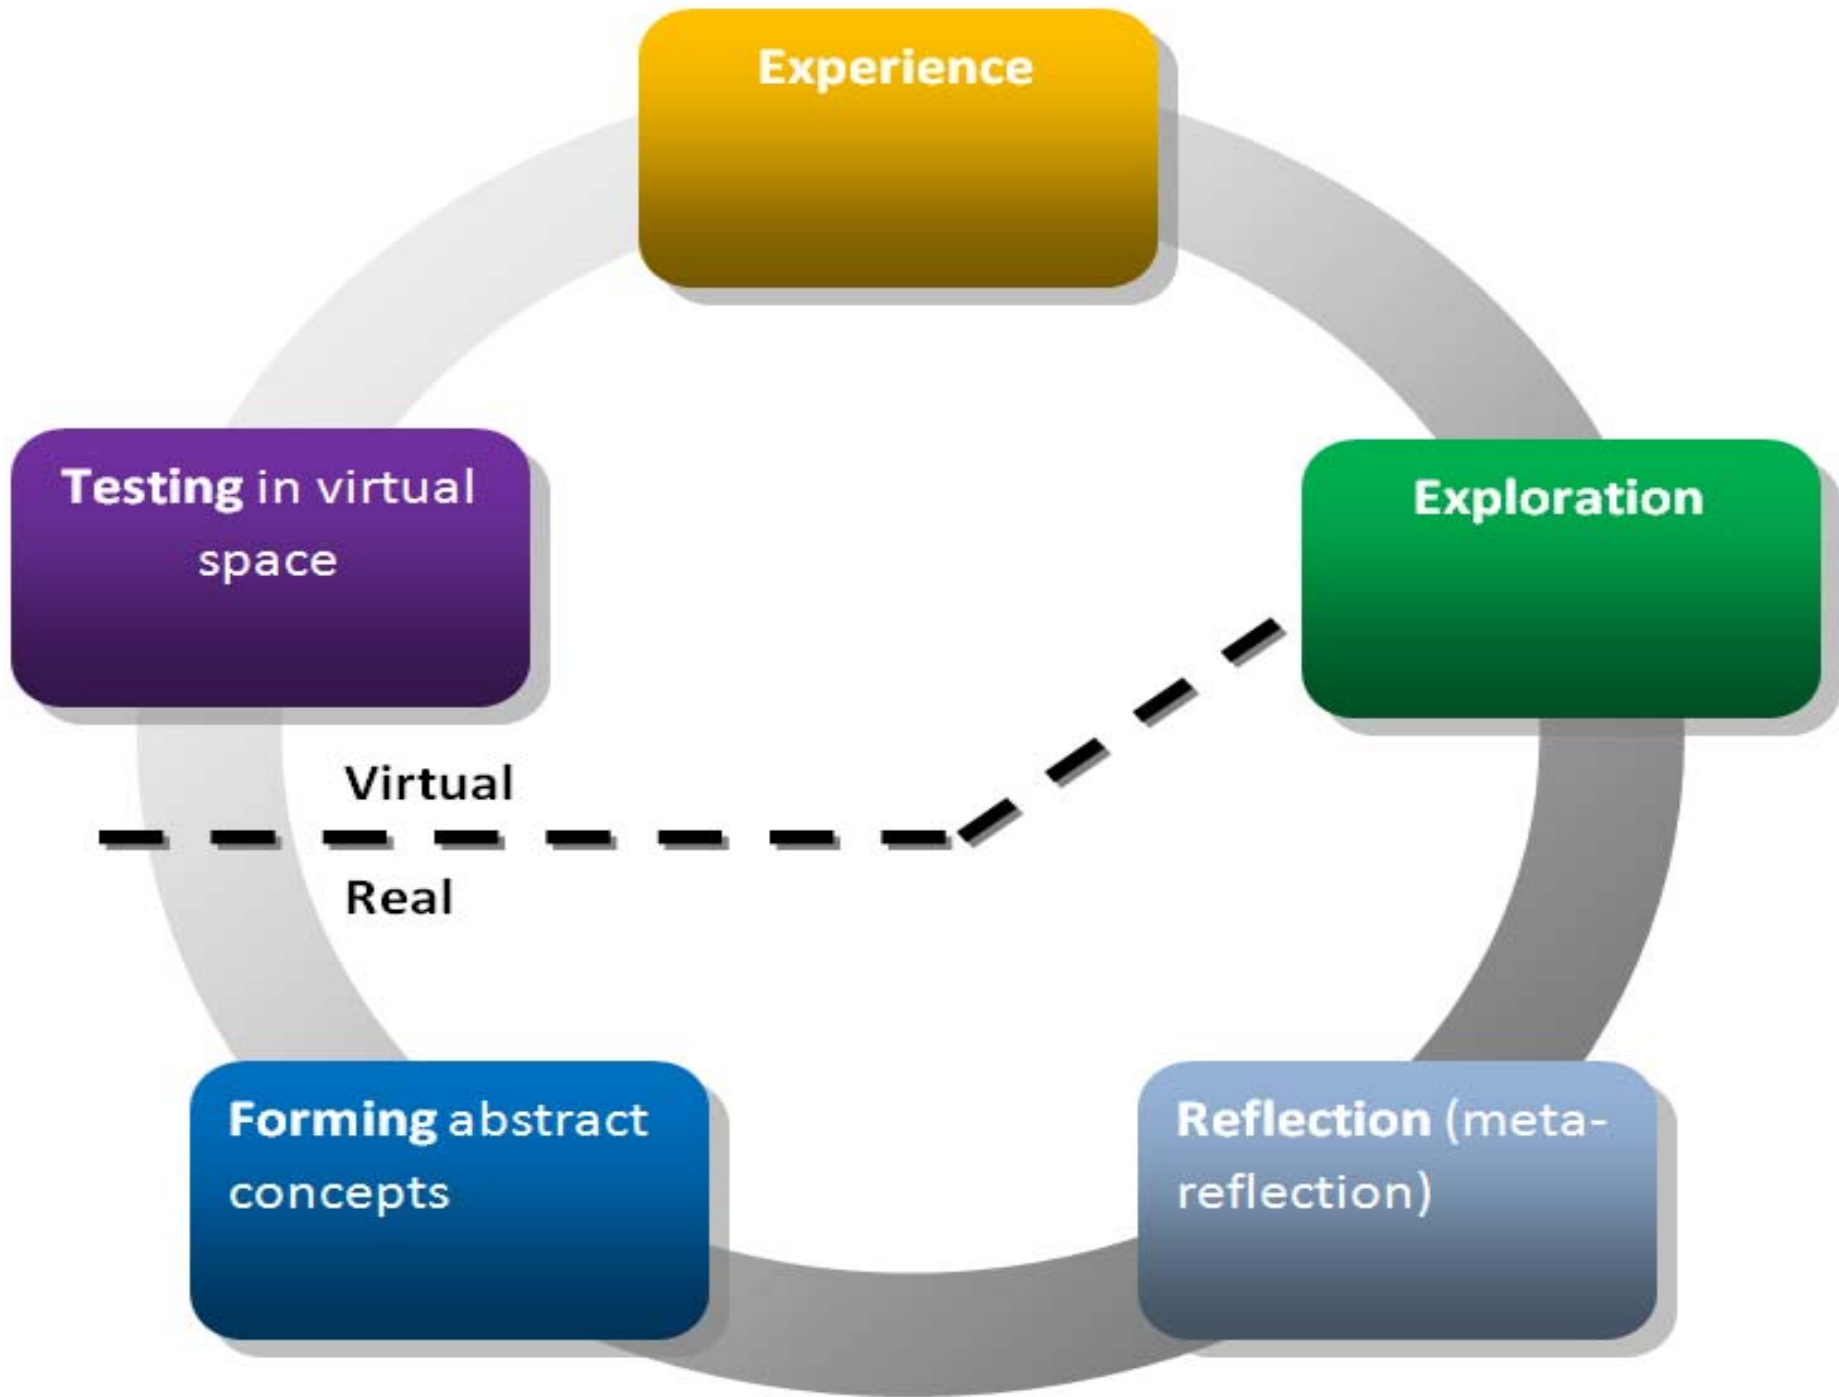 Experience
Testing in virtual
space
Exploration
Virtual
Real
Forming abstract
concepts
Reflection (meta-
reflection)